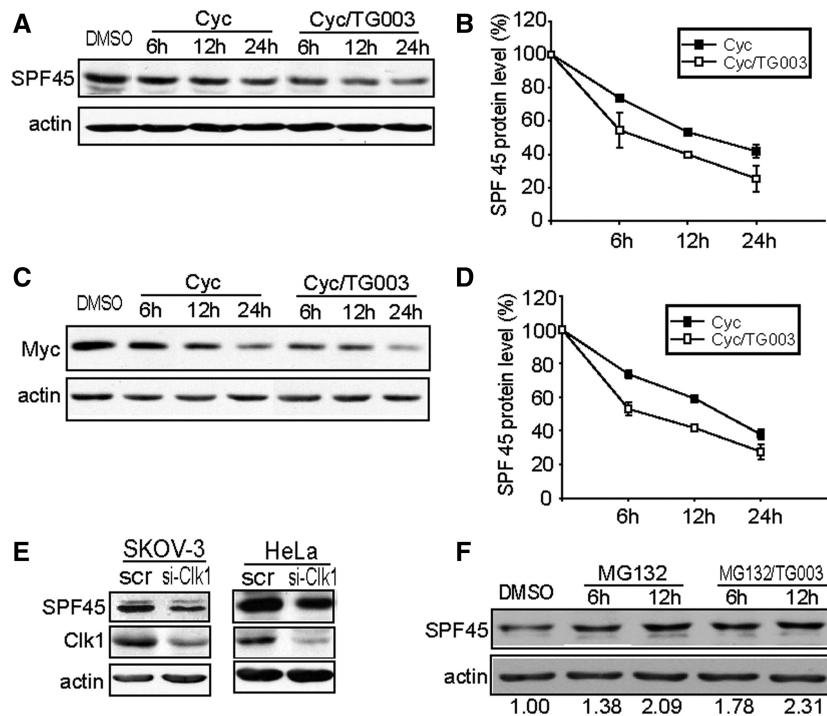 A
DMSO
Cyc
Cyc/TG003
6h 12h 24h 6h 12h 24h
SPF45
actin
B
SPF 45 protein level (%)
120
100
80
60
40
20
0
6h 12h 24h
Cyc
Cyc/TG003
C
DMSO
Cyc
Cyc/TG003
6h 12h 24h 6h 12h 24h
Myc
actin
D
SPF 45 protein level (%)
120
100
80
60
40
20
0
6h 12h 24h
Cyc
Cyc/TG003
E
SKOV-3 HeLa
scr si-Clk1 scr si-Clk1
SPF45
Clk1
actin
F
DMSO
MG132
MG132/TG003
6h 12h 6h 12h
SPF45
actin
1.00 1.38 2.09 1.78 2.31